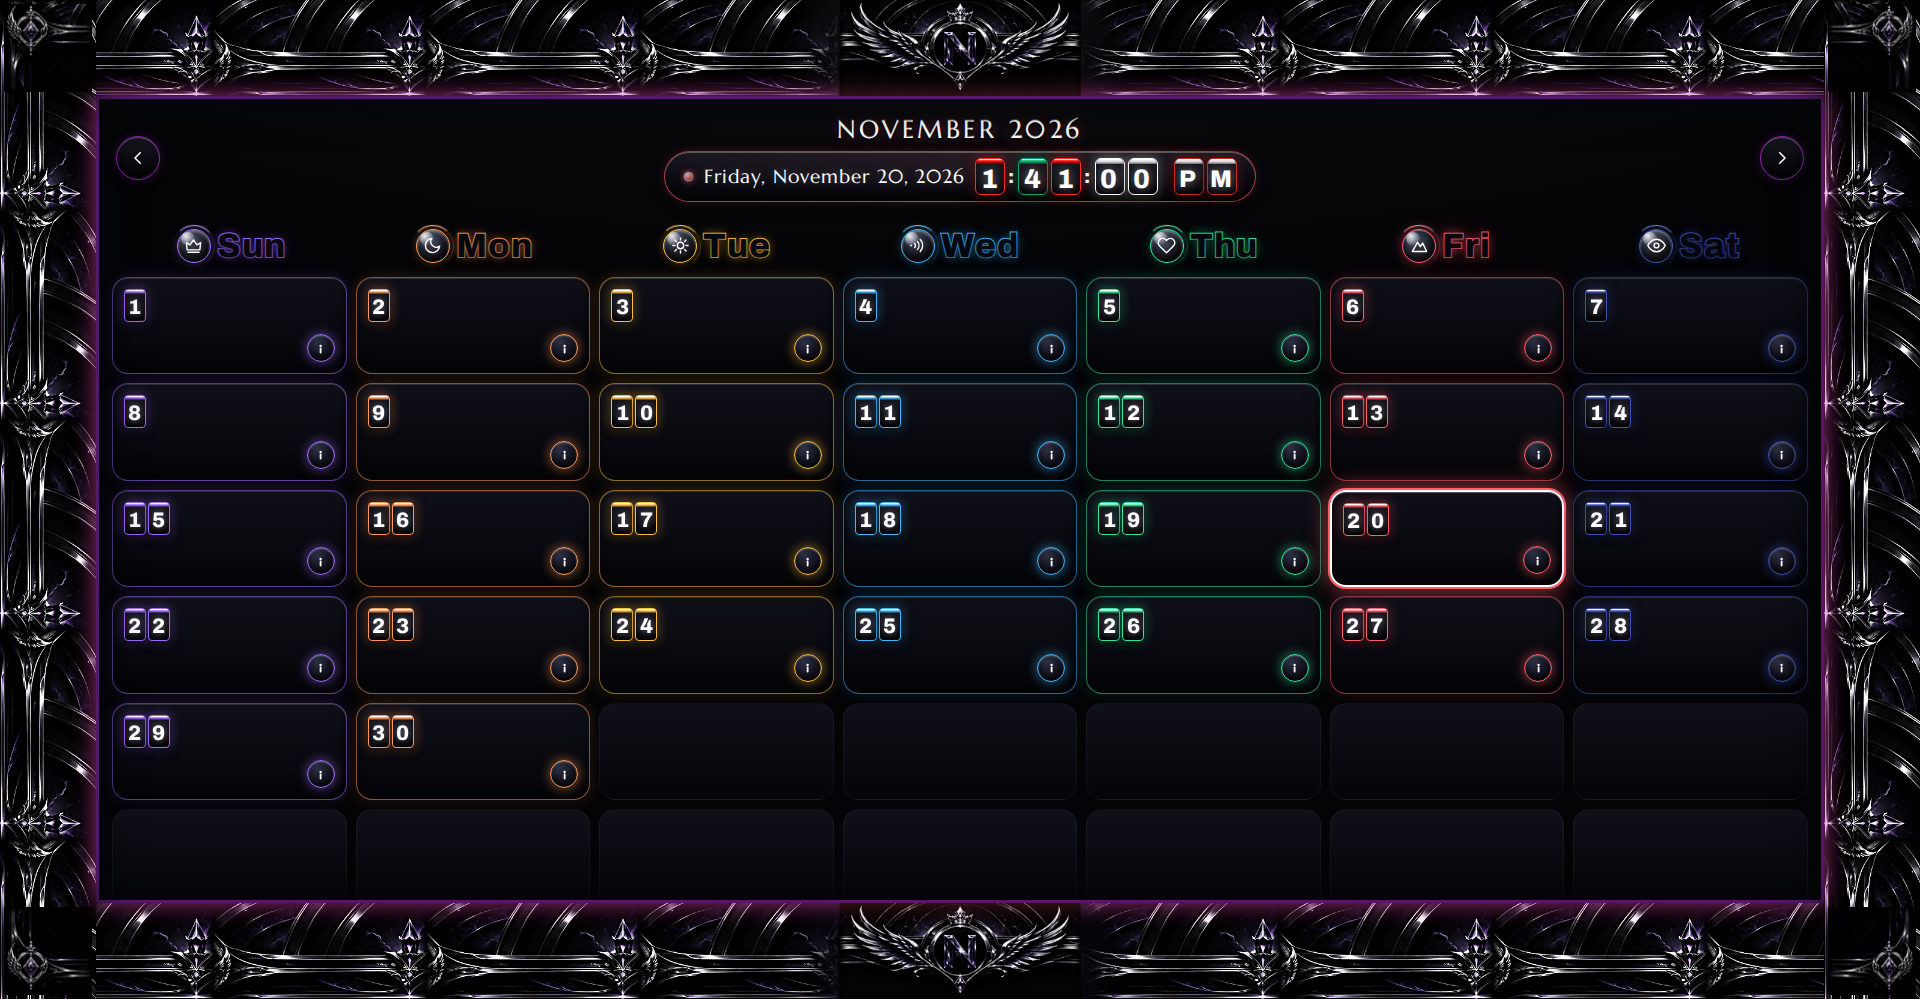 N
NOVEMBER 2026
Friday, November 20, 2026 1:41:00 PM
Sun Mon Tue Wed Thu Fri Sat
1 2 3 4 5 6 7
i i i i i i i
8 9 10 11 12 13 14
i i i i i i i
15 16 17 18 19 20 21
i i i i i i i
22 23 24 25 26 27 28
i i i i i i i
29 30
i i
N